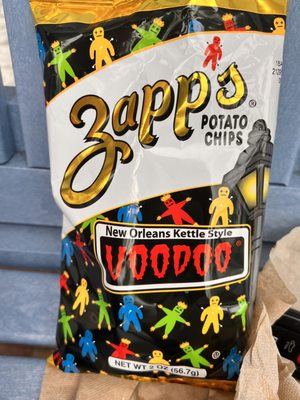 Zapp's®
POTATO
CHIPS
New Orleans Kettle Style
VOODOO®
NET WT 2 OZ (56.7g)